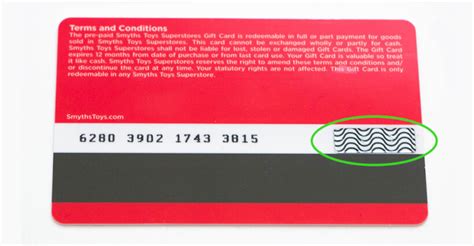 Terms and Conditions
The pre-paid Smyths Toys Superstores Gift Card is redeemable in full or part payment for goods
sold in Smyths Toys Superstores. This card cannot be exchanged wholly or partly for cash.
Smyths Toys Superstores shall not be liable for lost, stolen or damaged Gift Cards. Gift Card
expires 12 months from date of purchase or from last card use. Your Gift Card is valuable so treat
it like cash. Smyths Toys Superstores reserves the right to amend these terms and conditions and/
or discontinue the card at any time. Your statutory rights are not affected. This Gift Card is only
redeemable in any Smyths Toys Superstore.
SmythsToys.com
6280 3902 1743 3815